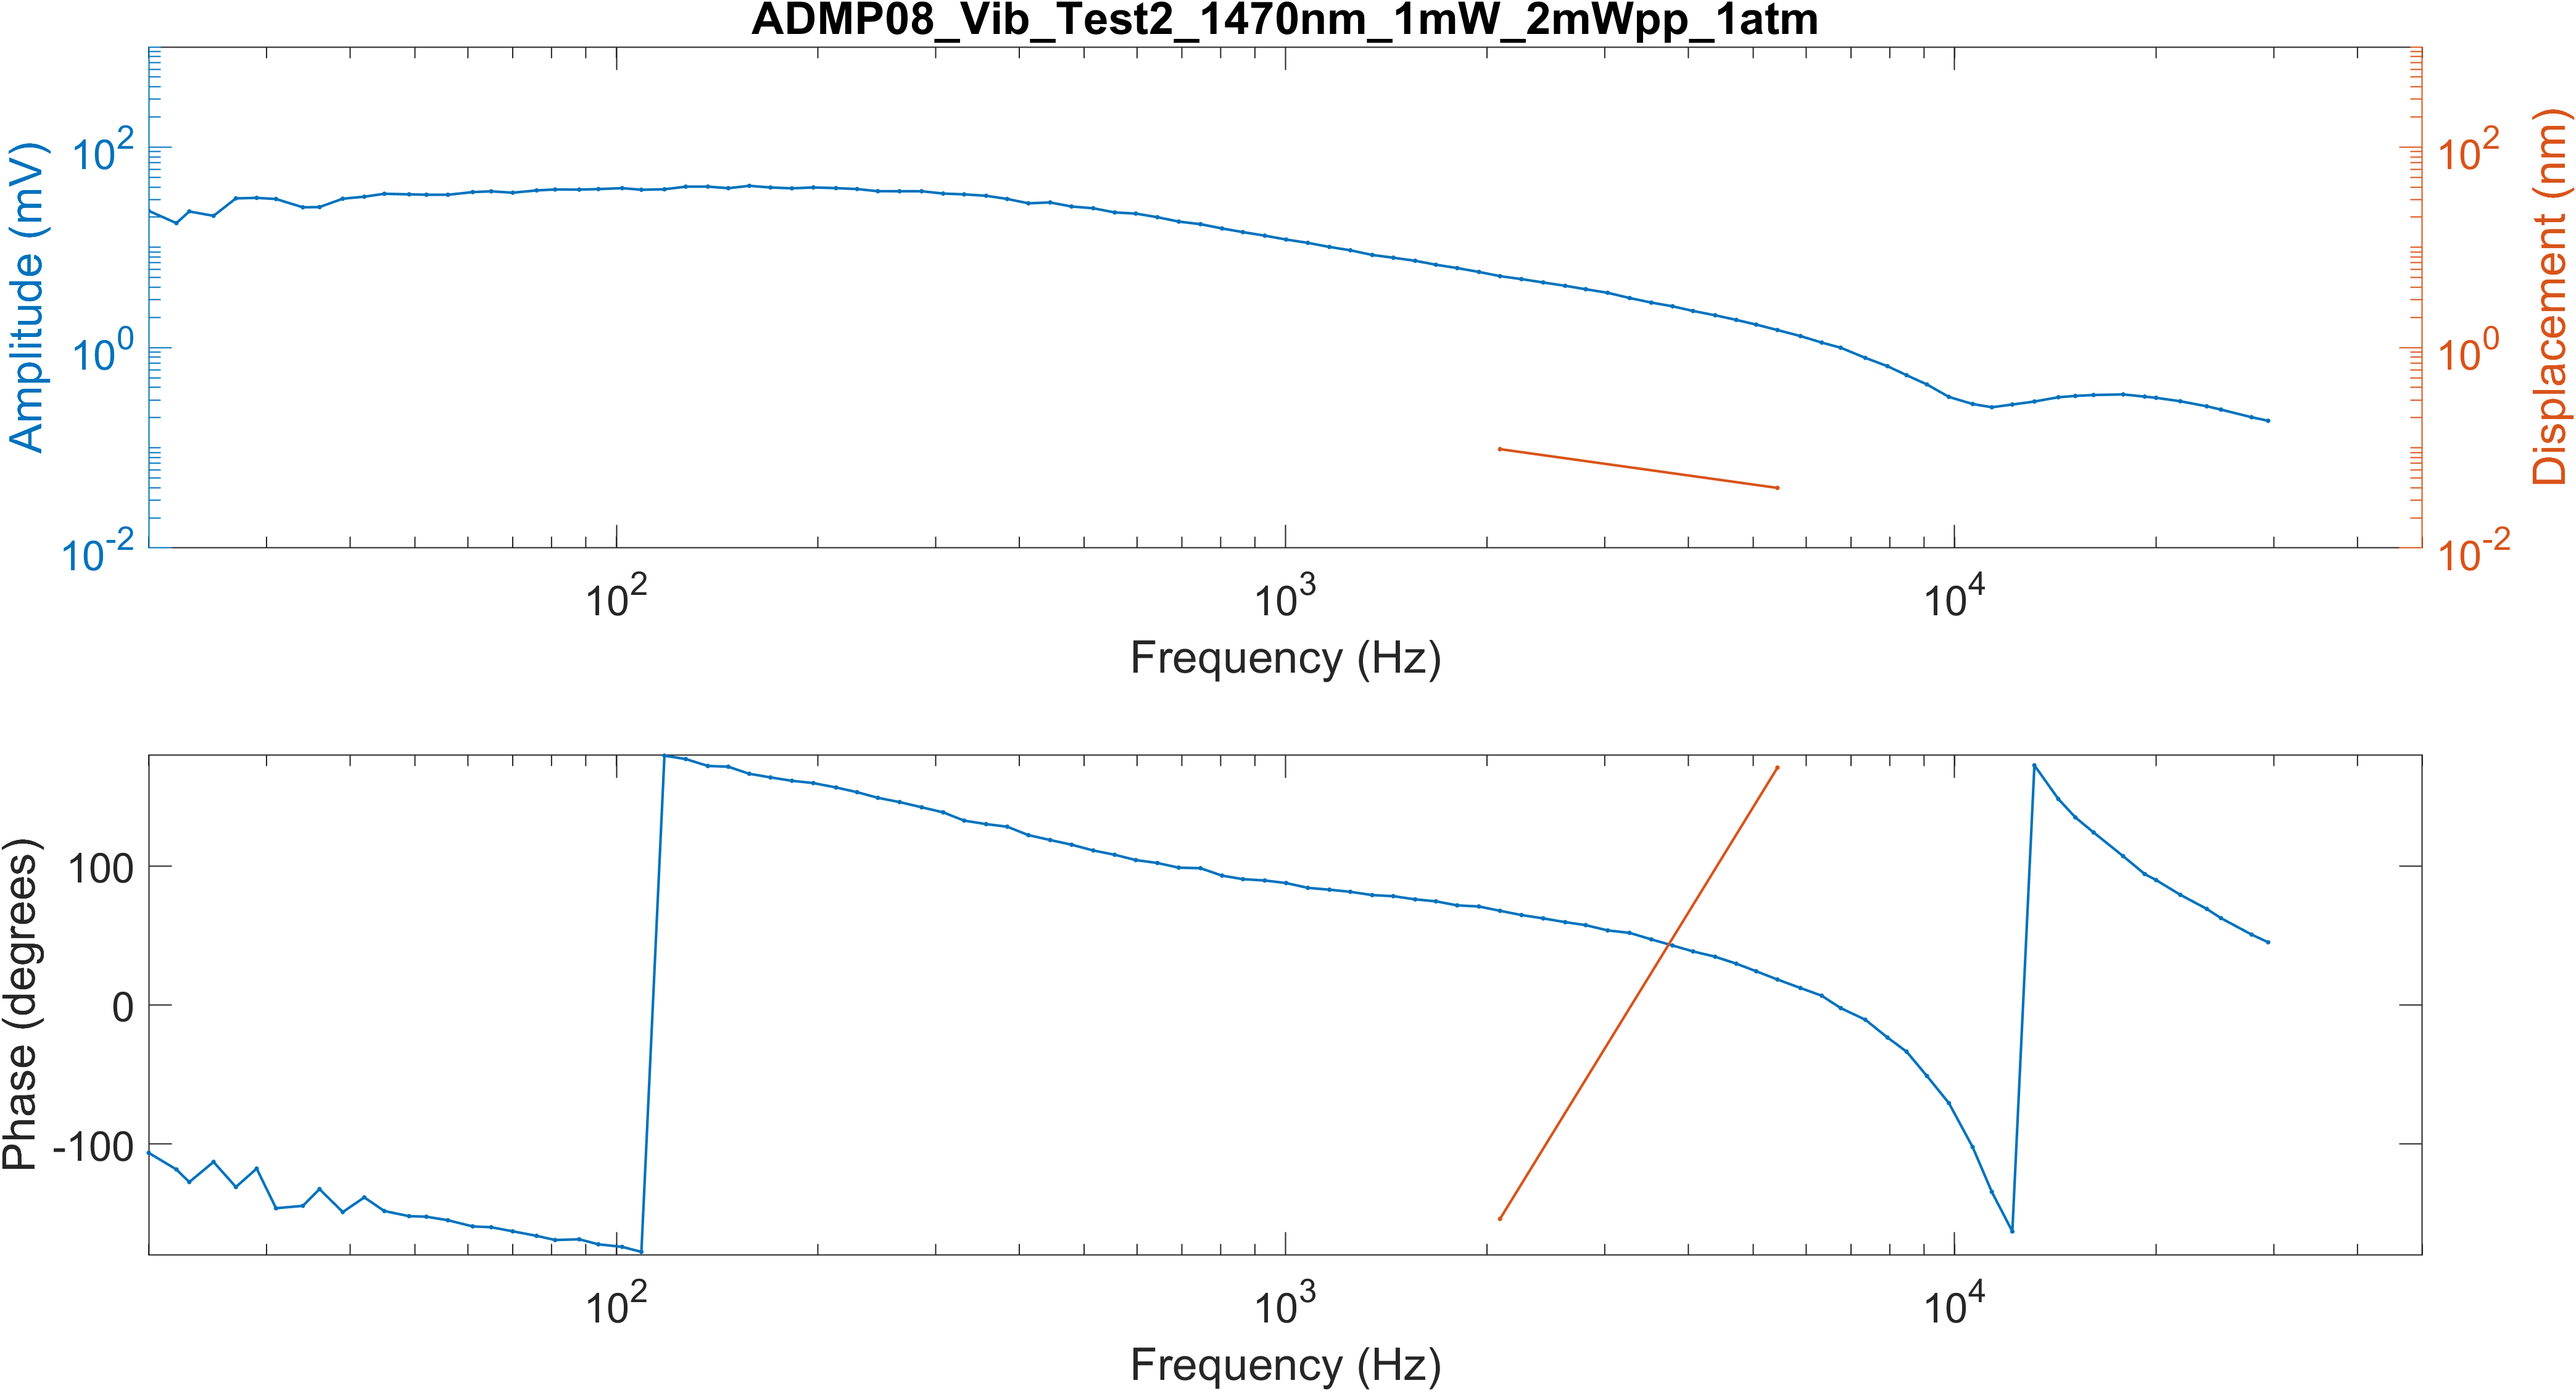 ADMP08_Vib_Test2_1470nm_1mW_2mWpp_1atm
Amplitude (mV)
10^2
10^0
10^-2
Displacement (nm)
10^2
10^0
10^-2
10^2 10^3 10^4
Frequency (Hz)
Phase (degrees)
100
0
-100
10^2 10^3 10^4
Frequency (Hz)